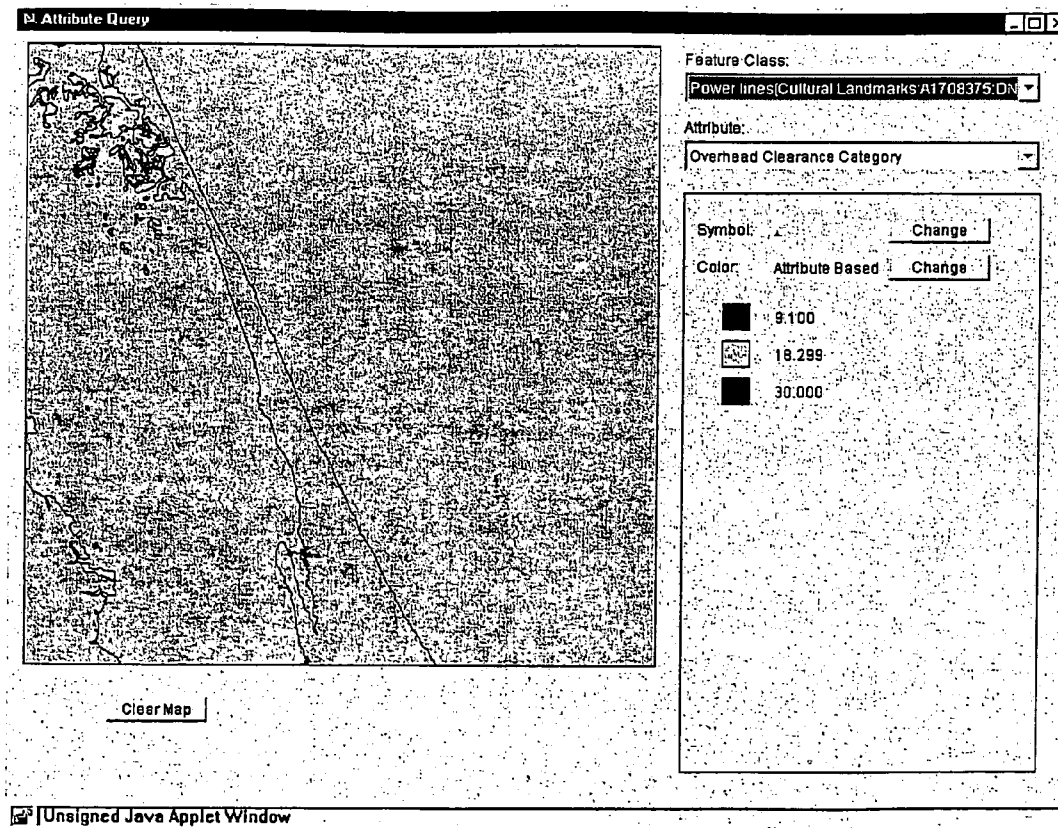 Attribute Query
Feature Class:
Power lines(Cultural Landmarks:A1708375:DN
Attribute:
Overhead Clearance Category
Symbol:
Change
Color:
Attribute Based
Change
9.100
18.299
30.000
Clear Map
Unsigned Java Applet Window